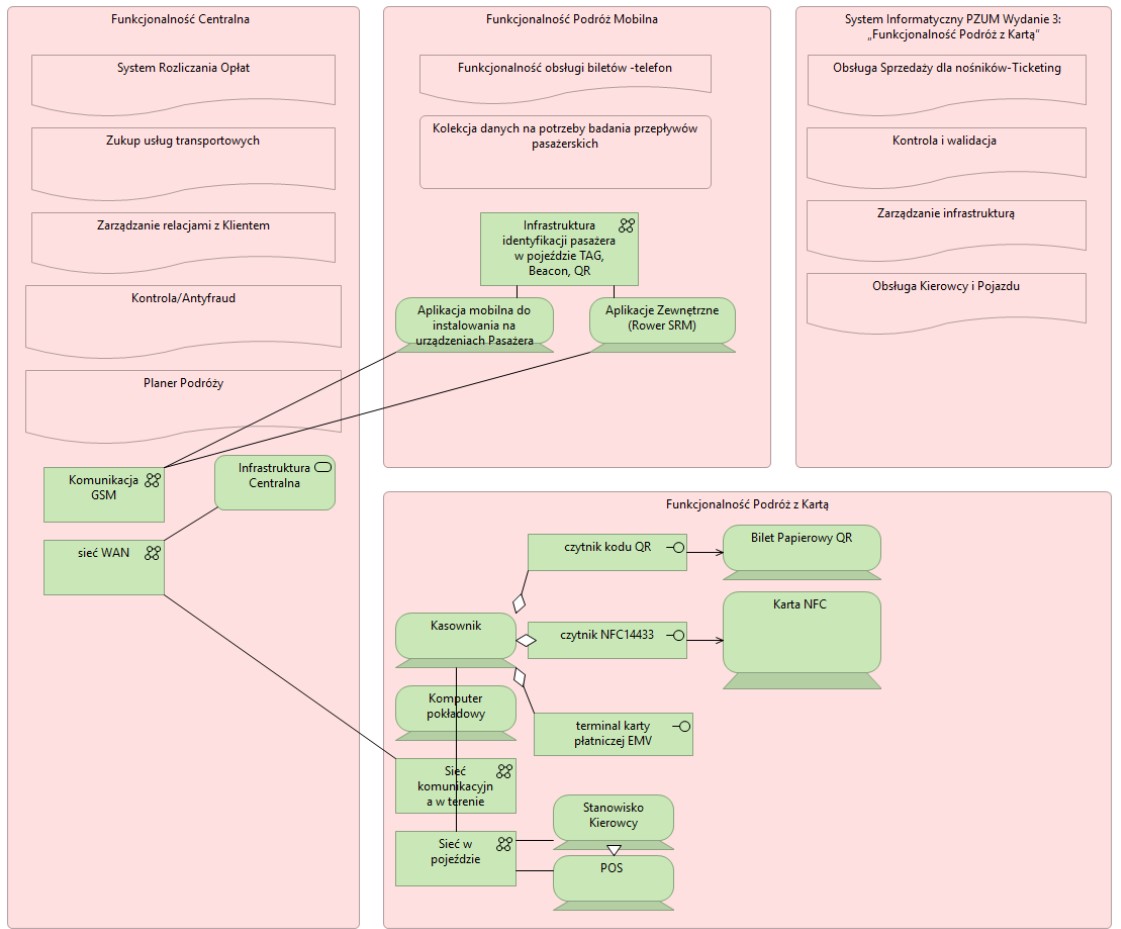 Funkcjonalność Centralna
System Rozliczania Opłat
Zukup usług transportowych
Zarządzanie relacjami z Klientem
Kontrola/Antyfraud
Planer Podróży
Komunikacja
GSM
Infrastruktura
Centralna
sieć WAN
Funkcjonalność Podróż Mobilna
Funkcjonalność obsługi biletów -telefon
Kolekcja danych na potrzeby badania przepływów
pasażerskich
Infrastruktura
identyfikacji pasażera
w pojeździe TAG,
Beacon, QR
Aplikacja mobilna do
instalowania na
urządzeniach Pasażera
Aplikacje Zewnętrzne
(Rower SRM)
System Informatyczny PZUM Wydanie 3:
„Funkcjonalność Podróż z Kartą”
Obsługa Sprzedaży dla nośników-Ticketing
Kontrola i walidacja
Zarządzanie infrastrukturą
Obsługa Kierowcy i Pojazdu
Funkcjonalność Podróż z Kartą
czytnik kodu QR
Bilet Papierowy QR
Kasownik
czytnik NFC14433
Karta NFC
Komputer
pokładowy
terminal karty
płatniczej EMV
Sieć
komunikacyjn
a w terenie
Stanowisko
Kierowcy
Sieć w
pojeździe
POS